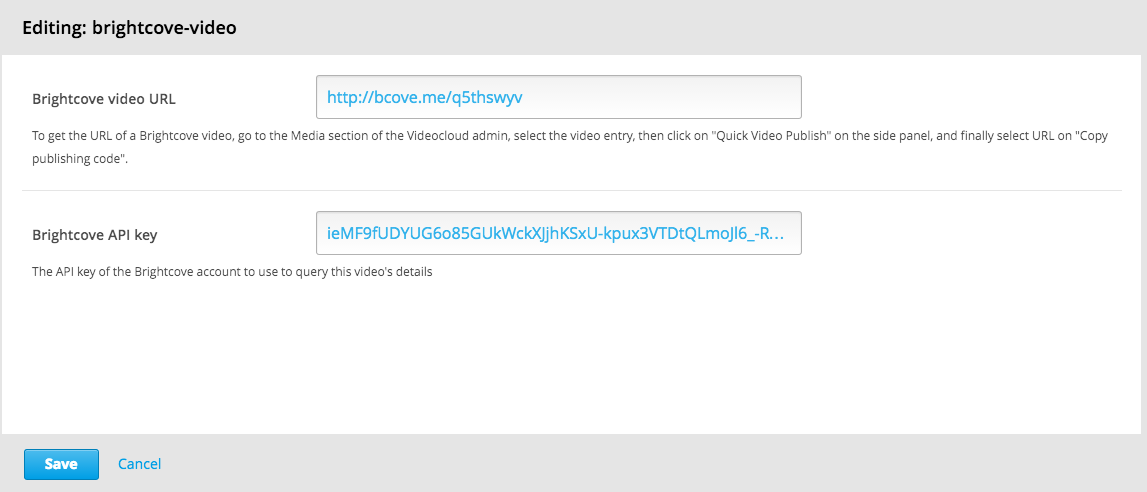 Editing: brightcove-video
Brightcove video URL
http://bcove.me/q5thswyv
To get the URL of a Brightcove video, go to the Media section of the Videocloud admin, select the video entry, then click on "Quick Video Publish" on the side panel, and finally select URL on "Copy
publishing code".
Brightcove API key
ieMF9fUDYUG6o85GUkWckXJjhKSxU-kpux3VTDtQLmoJl6_-R...
The API key of the Brightcove account to use to query this video's details
Save
Cancel